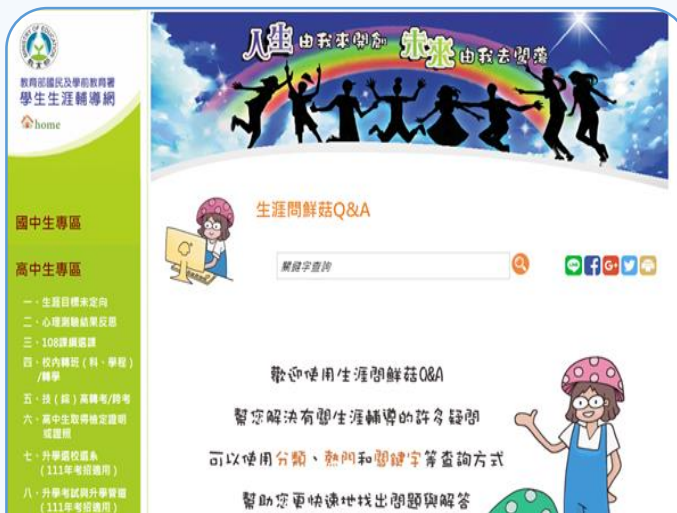 人生由我來開創 未來由我去闖蕩
MINISTRY OF EDUCATION
教育部
教育部國民及學前教育署
學生生涯輔導網
home
國中生專區
高中生專區
一、生涯目標未定向
二、心理測驗結果反思
三、108課綱選課
四、校內轉班(科、學程)
/轉學
五、技(綜)高轉考/跨考
六、高中生取得檢定證明
或證照
七、升學選校選系
(111年考招適用)
八、升學考試與升學管道
(111年考招適用)
生涯問鮮菇Q&A
關鍵字查詢
LINE
f
G+
歡迎使用生涯問鮮菇Q&A
幫您解決有關生涯輔導的許多疑問
可以使用分類、熱門和關鍵字等查詢方式
幫助您更快速地找出問題與解答